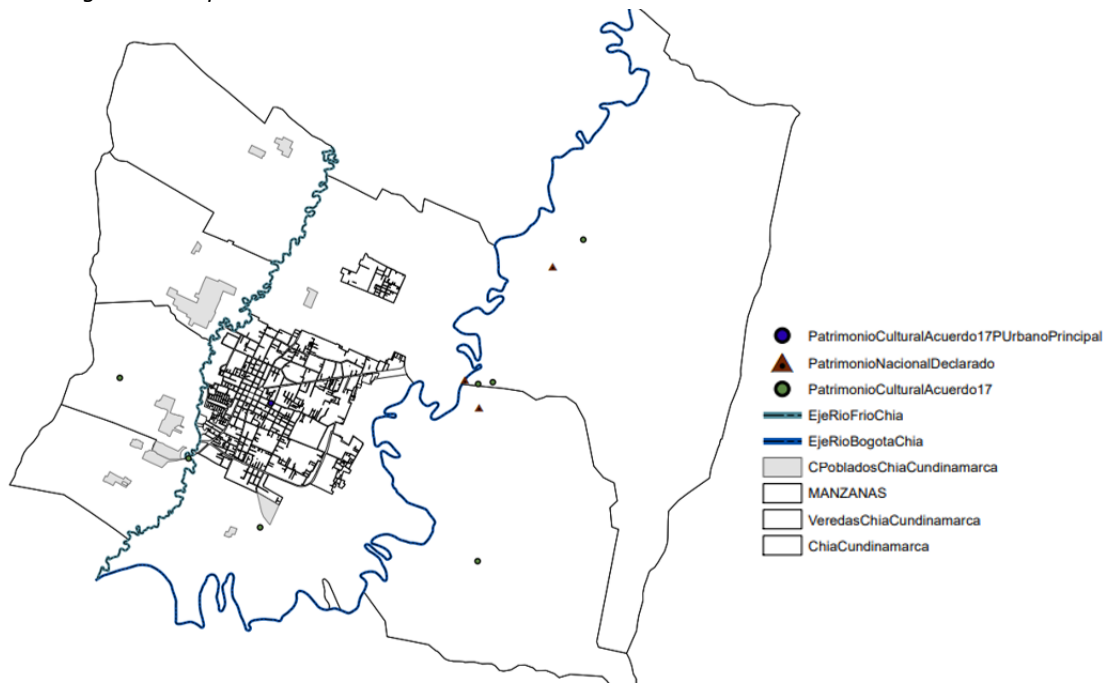 PatrimonioCulturalAcuerdo17PUrbanoPrincipal
PatrimonioNacionalDeclarado
PatrimonioCulturalAcuerdo17
EjeRioFrioChia
EjeRioBogotaChia
CPobladosChiaCundinamarca
MANZANAS
VeredasChiaCundinamarca
ChiaCundinamarca